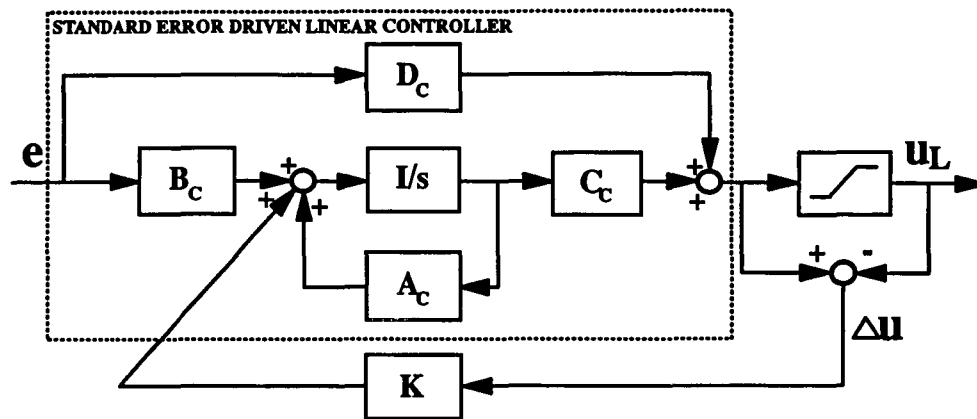 STANDARD ERROR DRIVEN LINEAR CONTROLLER
D_C
e
B_C
+
+
+
I/s
C_C
+
+
u_L
A_C
+
-
Δu
K